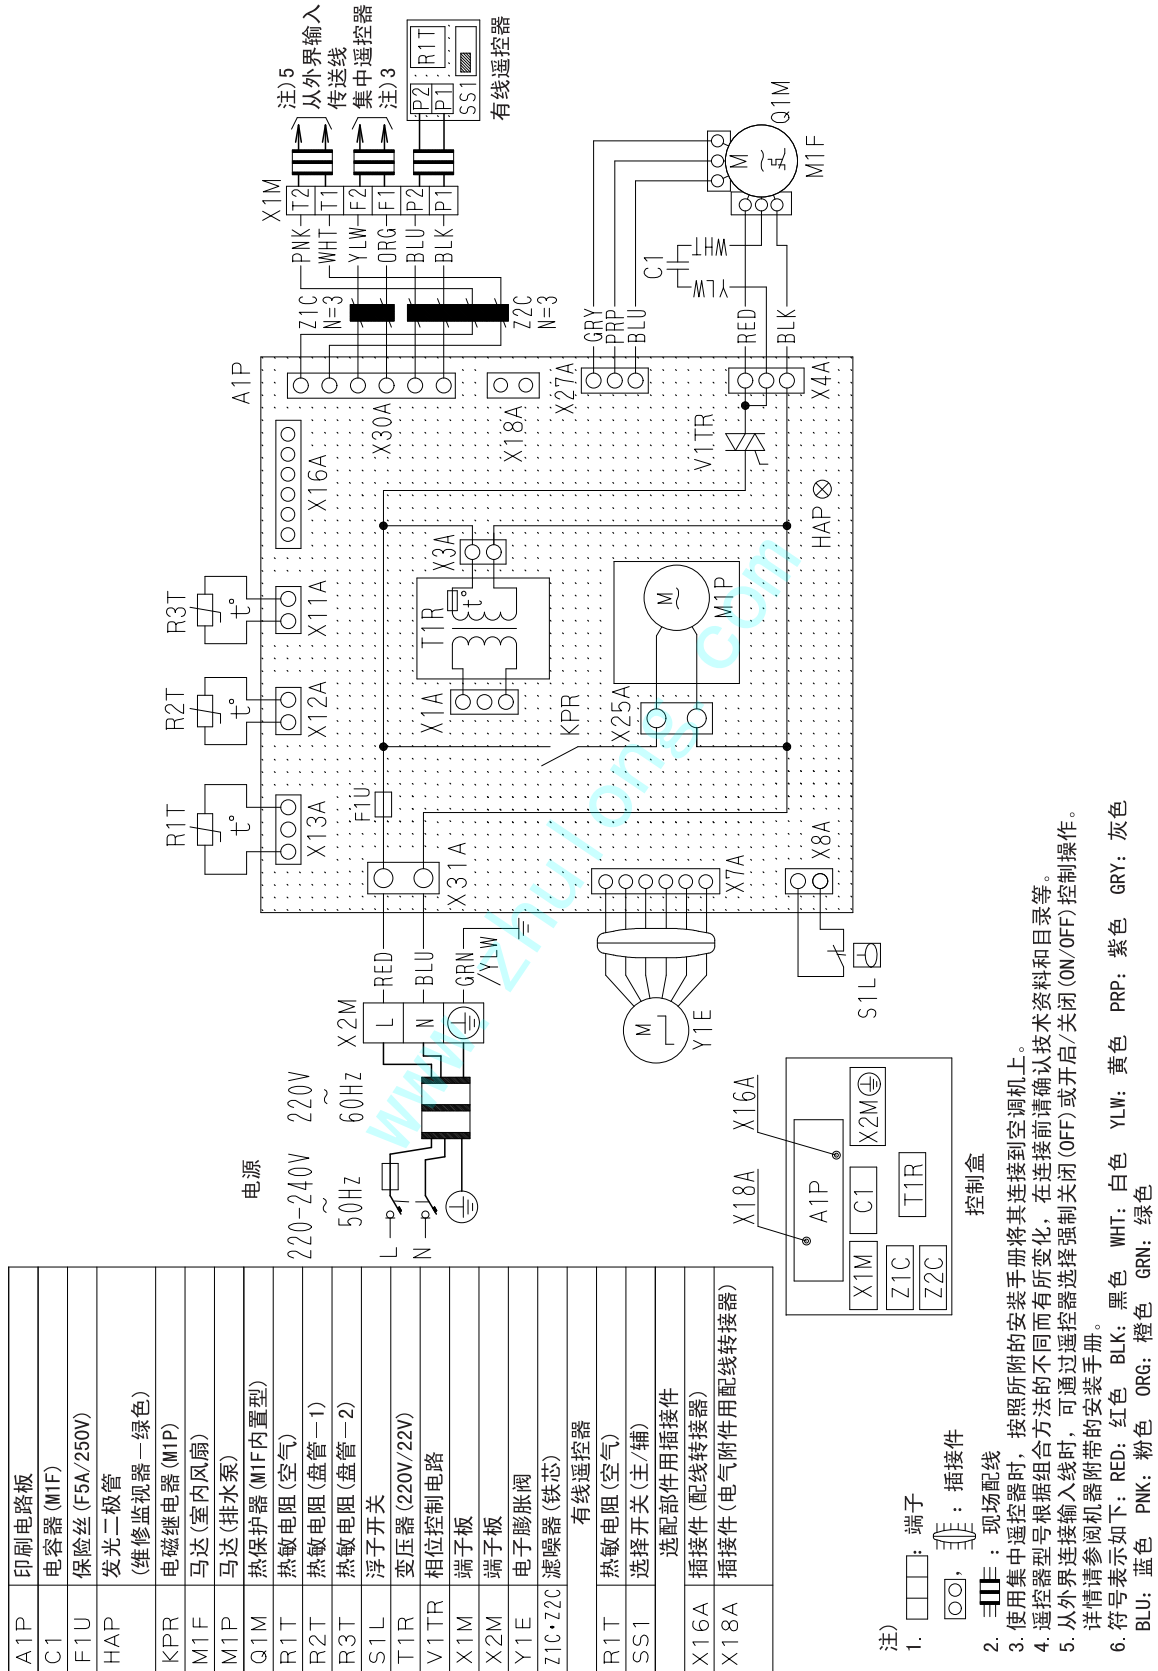 A1P 印刷电路板
C1 电容器(M1F)
F1U 保险丝(F5A/250V)
HAP 发光二极管
(维修监视器－绿色)
KPR 电磁继电器(M1P)
M1F 马达(室内风扇)
M1P 马达(排水泵)
Q1M 热保护器(M1F内置型)
R1T 热敏电阻(空气)
R2T 热敏电阻(盘管－1)
R3T 热敏电阻(盘管－2)
S1L 浮子开关
T1R 变压器(220V/22V)
V1TR 相位控制电路
X1M 端子板
X2M 端子板
Y1E 电子膨胀阀
Z1C·Z2C 滤噪器(铁芯)
有线遥控器
R1T 热敏电阻(空气)
SS1 选择开关(主/辅)
选配部件用插接件
X16A 插接件(配线转接器)
X18A 插接件(电气附件用配线转接器)
电源
220-240V 220V
~ ~
50Hz 60Hz
L
N
X2M
L
N
RED
BLU
GRN
/YLW
R1T
t°
X13A
R2T
t°
X12A
R3T
t°
X11A
X16A
A1P
X31A
F1U
X1A
T1R
t°
X3A
KPR
X25A
M
~
M1P
HAP
V1TR
X30A
X18A
X27A
X4A
X7A
X8A
M
Y1E
S1L
Z1C
N=3
Z2C
N=3
PNK
WHT
YLW
ORG
BLU
BLK
X1M
T2
T1
F2
F1
P2
P1
注)5
从外界输入
传送线
集中遥控器
注)3
P2
P1
R1T
SS1
有线遥控器
GRY
PRP
BLU
RED
BLK
YLW
WHT
C1
M
~
Q1M
M1F
X18A
X16A
A1P
X1M
C1
X2M
Z1C
Z2C
T1R
控制盒
注)
1. ：端子 , ：插接件
2. ：现场配线
3. 使用集中遥控器时，按照所附的安装手册将其连接到空调机上。
4. 遥控器型号根据组合方法的不同而有所变化，在连接前请确认技术资料和目录等。
5. 从外界连接输入线时，可通过遥控器选择强制关闭(OFF)或开启/关闭(ON/OFF)控制操作。
详情请参阅机器附带的安装手册。
6. 符号表示如下：RED：红色 BLK：黑色 WHT：白色 YLW：黄色 PRP：紫色 GRY：灰色
BLU：蓝色 PNK：粉色 ORG：橙色 GRN：绿色
www.zhulong.com